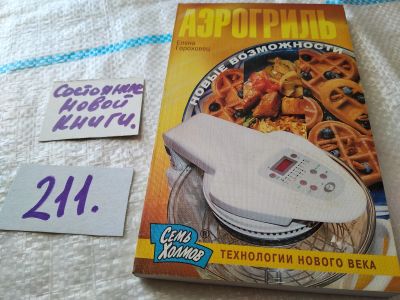 АЭРОГРИЛЬ
Елена
Гороховец
НОВЫЕ ВОЗМОЖНОСТИ
Состояние
новой
книги.
211.
СЕМЬ
ХОЛМОВ
®
ТЕХНОЛОГИИ НОВОГО ВЕКА